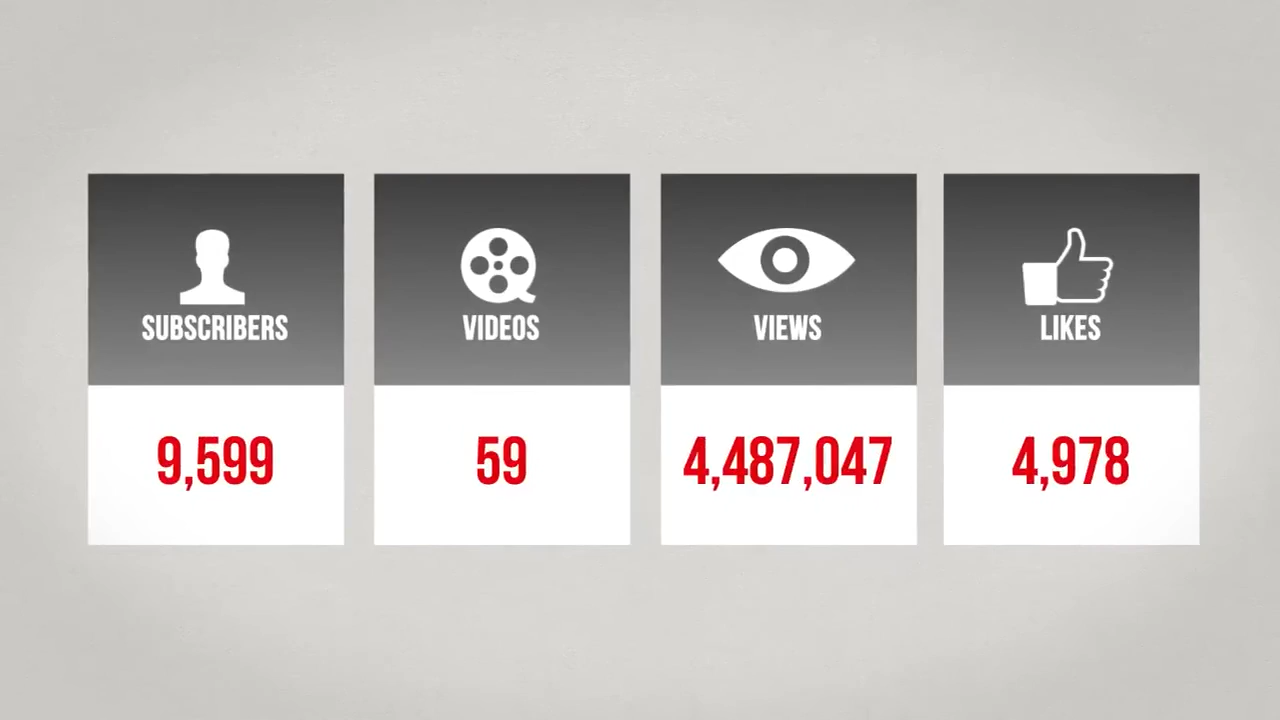 SUBSCRIBERS
VIDEOS
VIEWS
LIKES
9,599
59
4,487,047
4,978